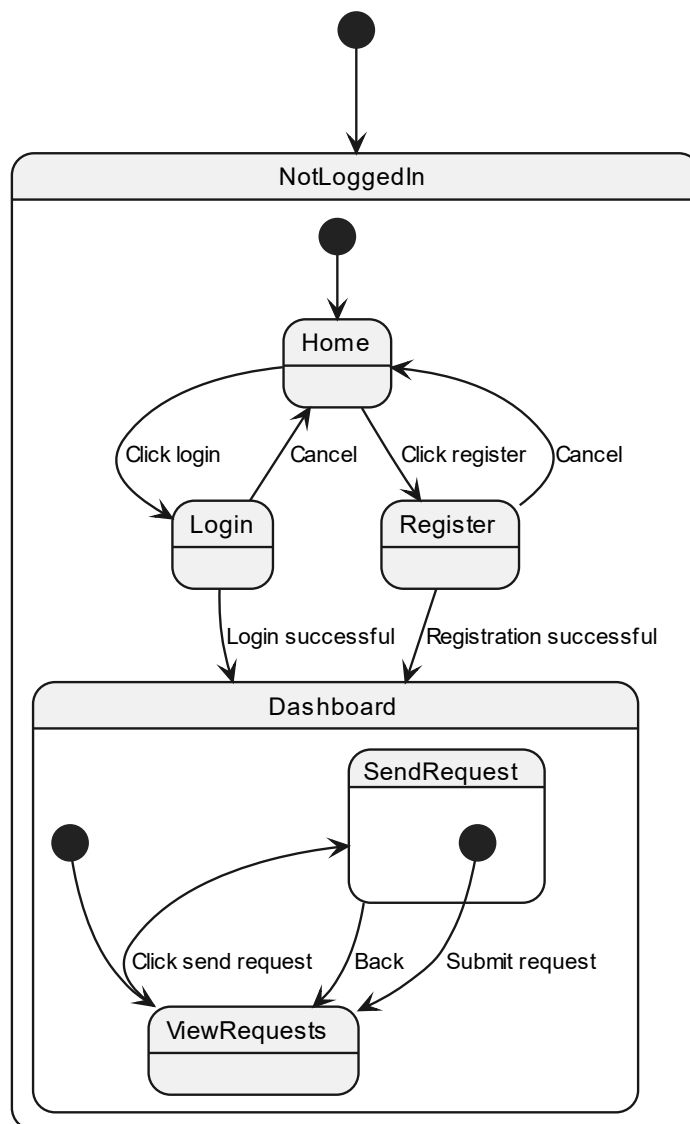 NotLoggedIn
Home
Click login
Cancel
Click register
Cancel
Login
Register
Login successful
Registration successful
Dashboard
SendRequest
Click send request
Back
Submit request
ViewRequests